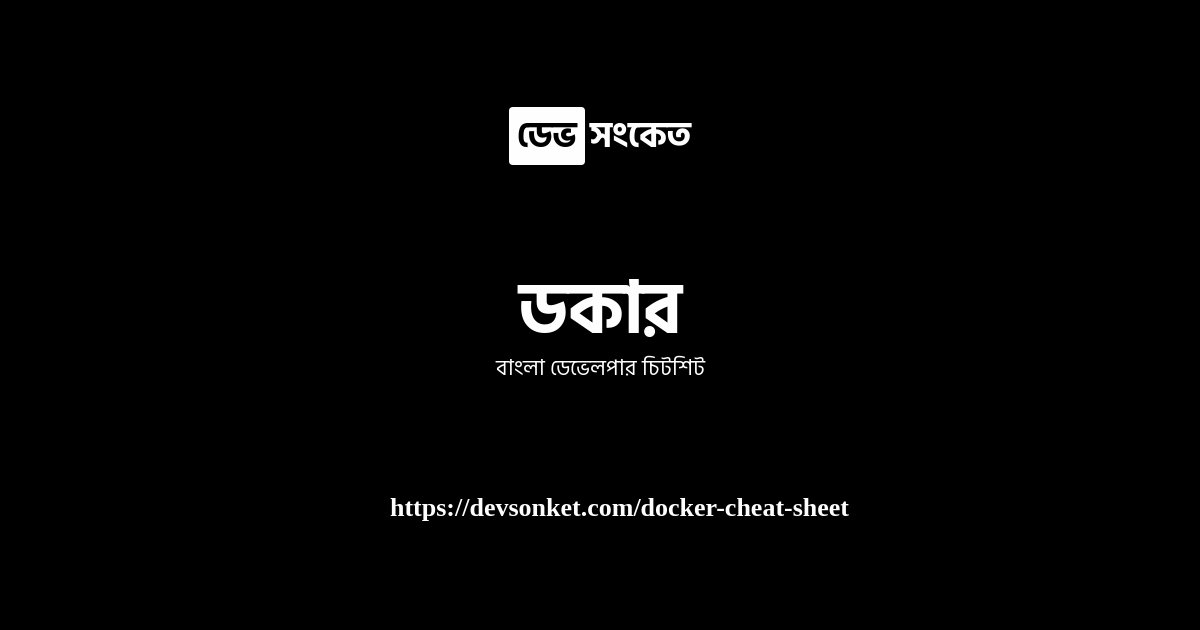 ডেভ সংকেত
ডকার
বাংলা ডেভেলপার চিটশিট
https://devsonket.com/docker-cheat-sheet